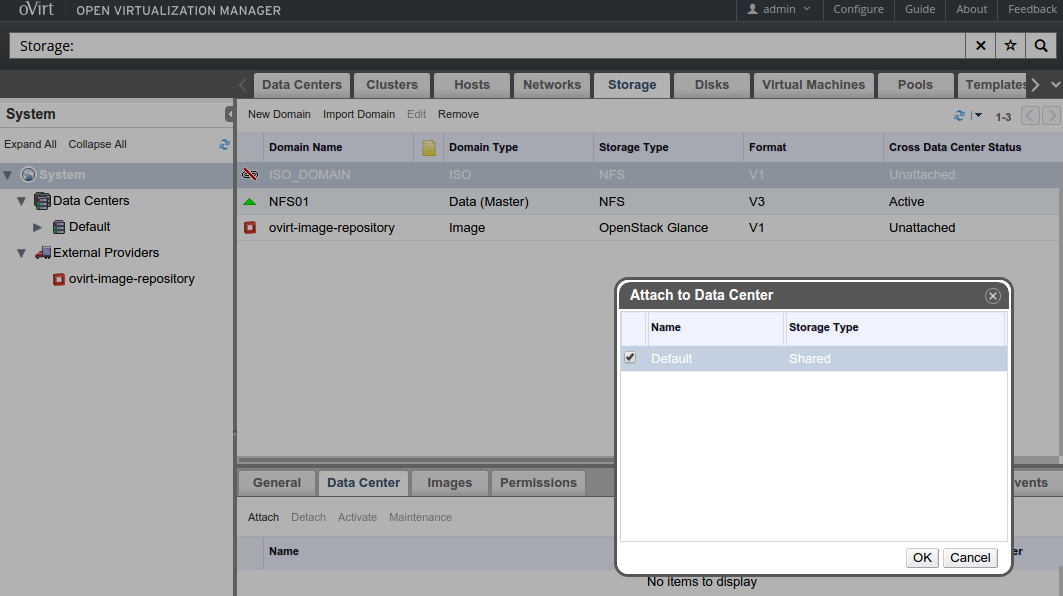 oVirt OPEN VIRTUALIZATION MANAGER admin Configure Guide About Feedback
Storage:
Data Centers Clusters Hosts Networks Storage Disks Virtual Machines Pools Templates
System
New Domain Import Domain Edit Remove 1-3
Expand All Collapse All
Domain Name Domain Type Storage Type Format Cross Data Center Status
System
ISO_DOMAIN ISO NFS V1 Unattached
Data Centers
NFS01 Data (Master) NFS V3 Active
Default
ovirt-image-repository Image OpenStack Glance V1 Unattached
External Providers
ovirt-image-repository
Attach to Data Center
Name Storage Type
Default Shared
OK Cancel
General Data Center Images Permissions vents
Attach Detach Activate Maintenance
Name er
No items to display